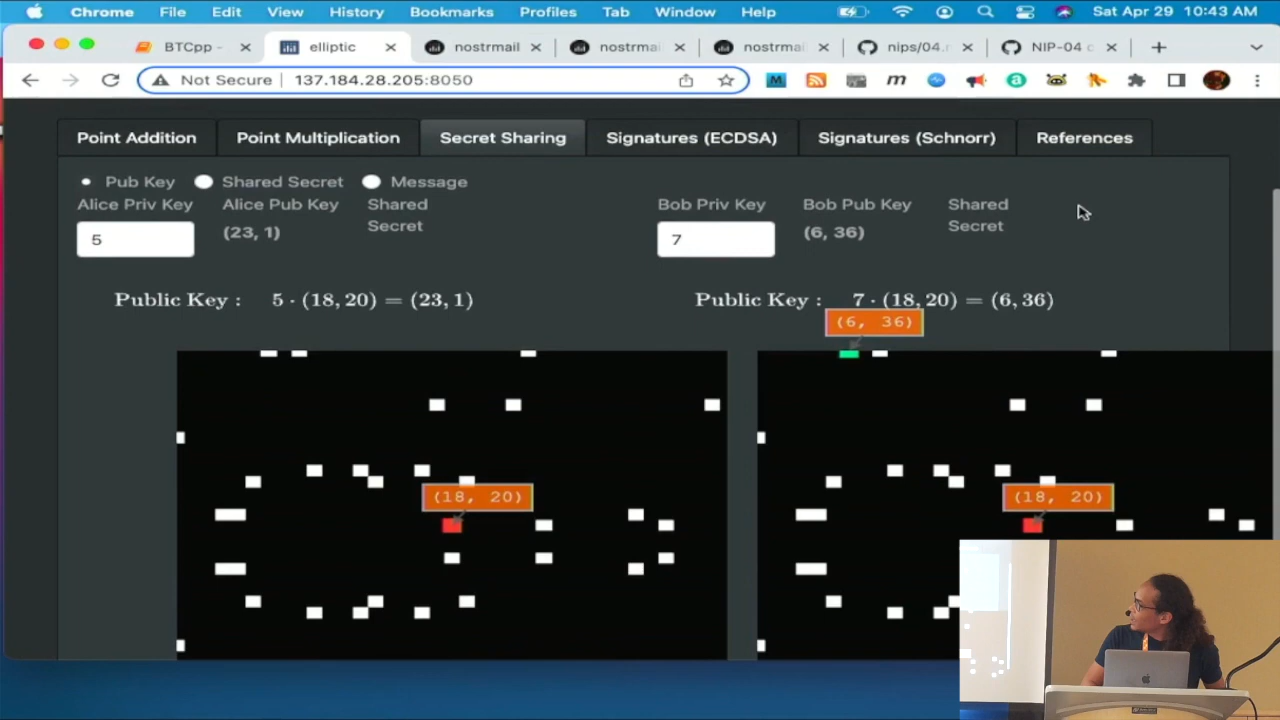 Chrome File Edit View History Bookmarks Profiles Tab Window Help Sat Apr 29 10:43 AM
BTCpp - elliptic nostrmail nostrmai nostrmai nips/04. NIP-04
Not Secure 137.184.28.205:8050
Point Addition Point Multiplication Secret Sharing Signatures (ECDSA) Signatures (Schnorr) References
Pub Key Shared Secret Message
Alice Priv Key Alice Pub Key Shared Secret Bob Priv Key Bob Pub Key Shared Secret
5 (23, 1) 7 (6, 36)
Public Key : 5 · (18, 20) = (23, 1) Public Key : 7 · (18, 20) = (6, 36)
(6, 36)
(18, 20) (18, 20)